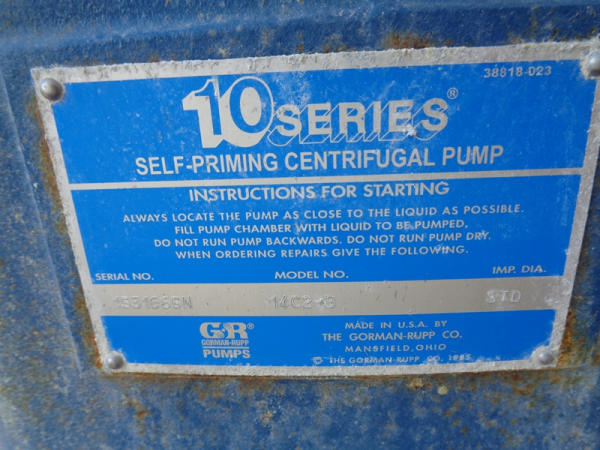 38818-023
10 SERIES®
SELF-PRIMING CENTRIFUGAL PUMP
INSTRUCTIONS FOR STARTING
ALWAYS LOCATE THE PUMP AS CLOSE TO THE LIQUID AS POSSIBLE.
FILL PUMP CHAMBER WITH LIQUID TO BE PUMPED,
DO NOT RUN PUMP BACKWARDS. DO NOT RUN PUMP DRY.
WHEN ORDERING REPAIRS GIVE THE FOLLOWING.
SERIAL NO. MODEL NO. IMP. DIA.
STD
GR®
GORMAN-RUPP
PUMPS
MADE IN U.S.A. BY
THE GORMAN-RUPP CO.
MANSFIELD, OHIO
© THE GORMAN-RUPP CO.